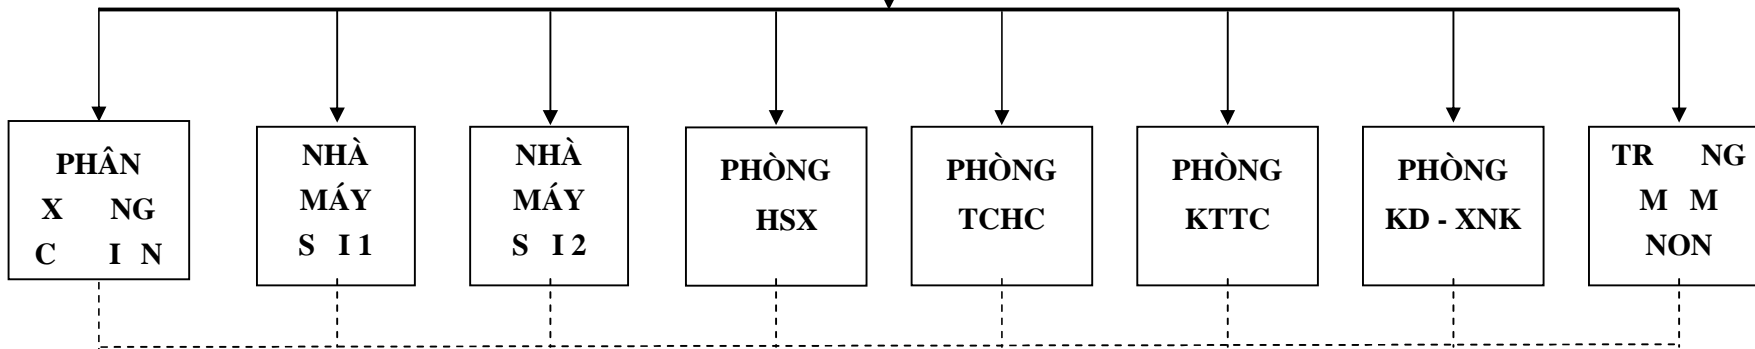 PHÂN
X NG
C I N
NHÀ
MÁY
S I 1
NHÀ
MÁY
S I 2
PHÒNG
HSX
PHÒNG
TCHC
PHÒNG
KTTC
PHÒNG
KD - XNK
TR NG
M M
NON